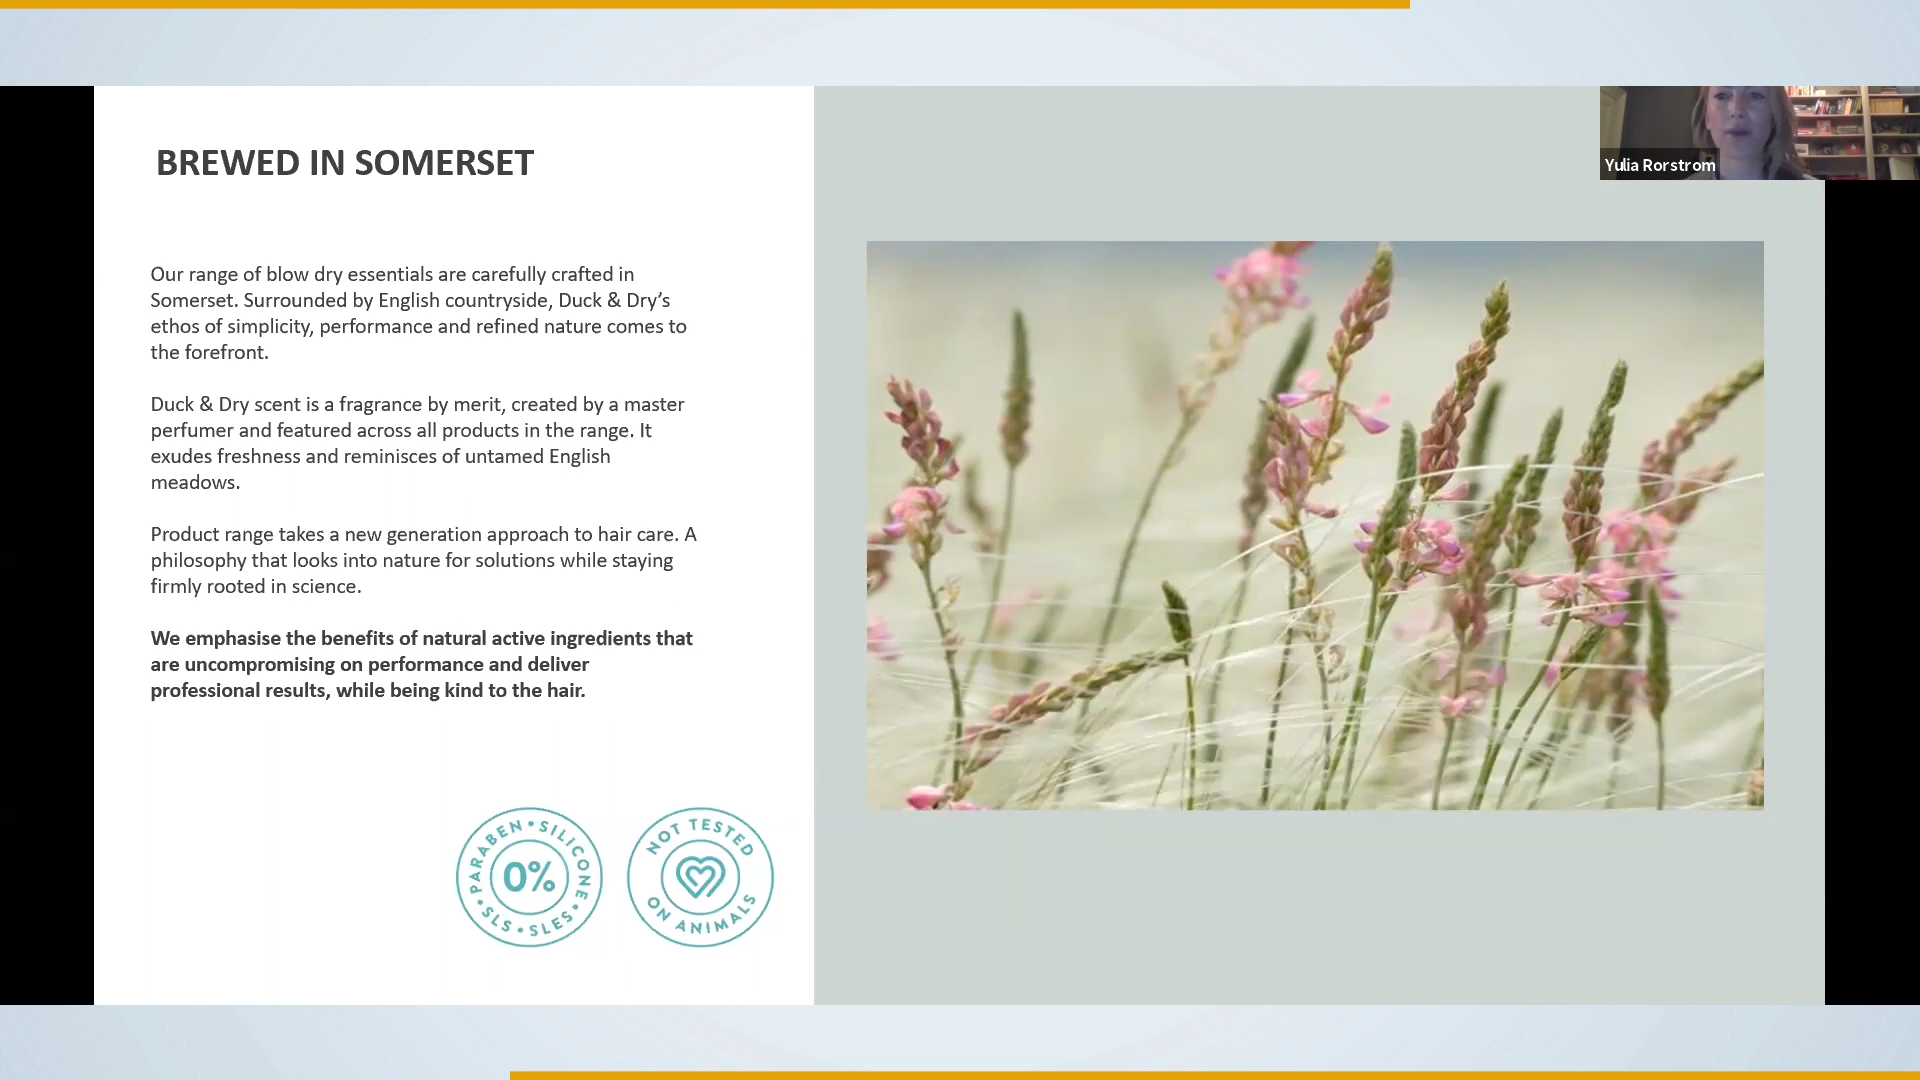 BREWED IN SOMERSET
Yulia Rorstrom
Our range of blow dry essentials are carefully crafted in
Somerset. Surrounded by English countryside, Duck & Dry’s
ethos of simplicity, performance and refined nature comes to
the forefront.
Duck & Dry scent is a fragrance by merit, created by a master
perfumer and featured across all products in the range. It
exudes freshness and reminisces of untamed English
meadows.
Product range takes a new generation approach to hair care. A
philosophy that looks into nature for solutions while staying
firmly rooted in science.
We emphasise the benefits of natural active ingredients that
are uncompromising on performance and deliver
professional results, while being kind to the hair.
PARABEN • SILICONE • SLES • SLS •
0%
NOT TESTED
ON ANIMALS